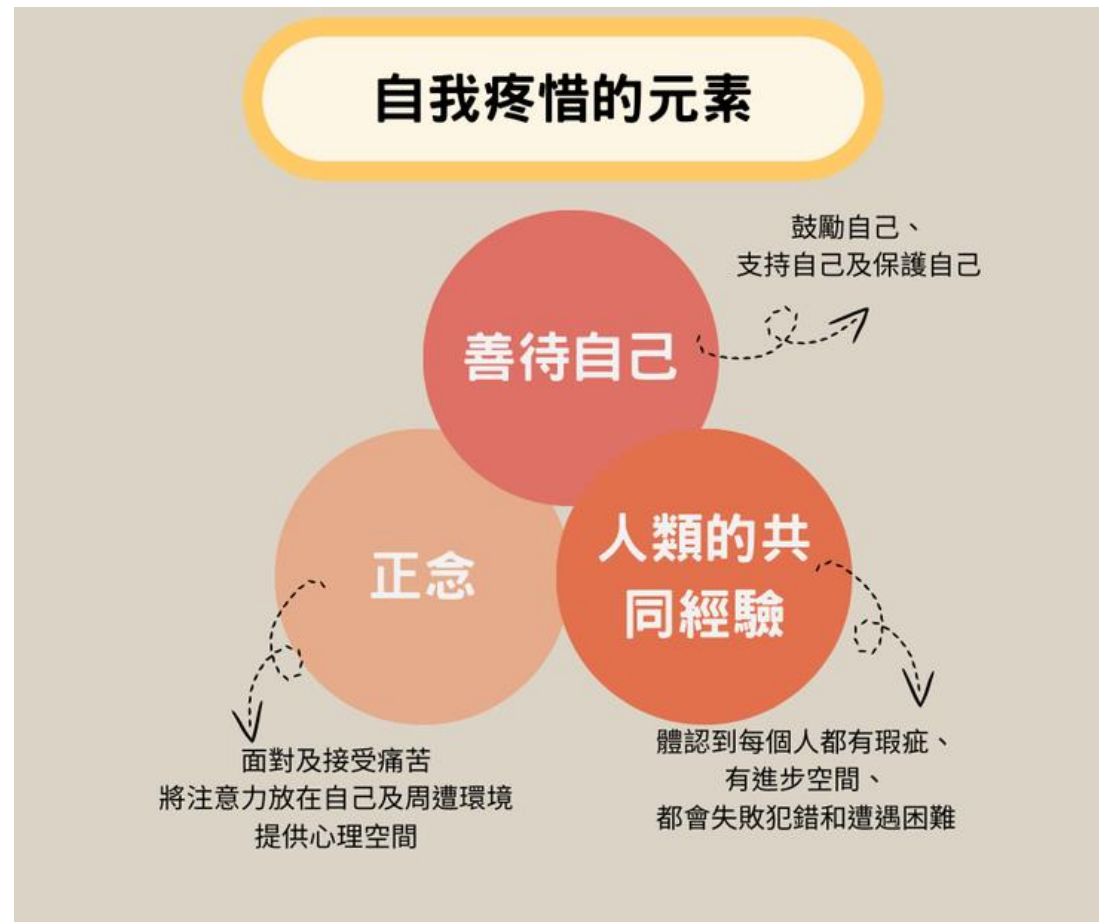 自我疼惜的元素
鼓勵自己、
支持自己及保護自己
善待自己
正念
人類的共
同經驗
面對及接受痛苦
將注意力放在自己及周遭環境
提供心理空間
體認到每個人都有瑕疵、
有進步空間、
都會失敗犯錯和遭遇困難